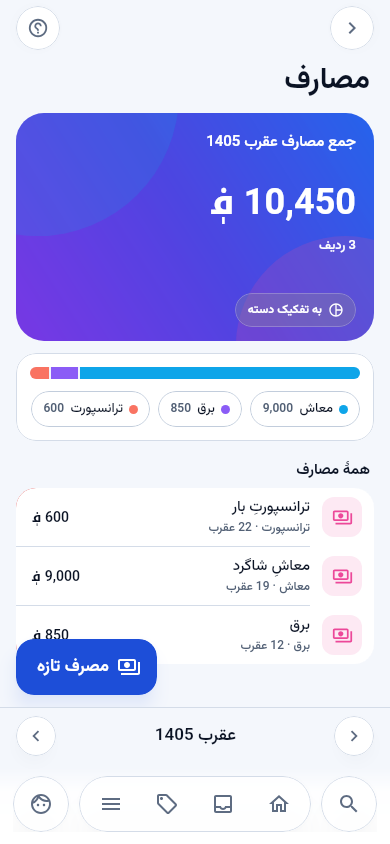 مصارف
جمع مصارف عقرب 1405
10,450 ؋
3 ردیف
به تفکیک دسته
معاش 9,000
برق 850
ترانسپورت 600
همهٔ مصارف
ترانسپورتِ بار
600 ؋
ترانسپورت · 22 عقرب
معاشِ شاگرد
9,000 ؋
معاش · 19 عقرب
برق
850 ؋
برق · 12 عقرب
مصرف تازه
عقرب 1405